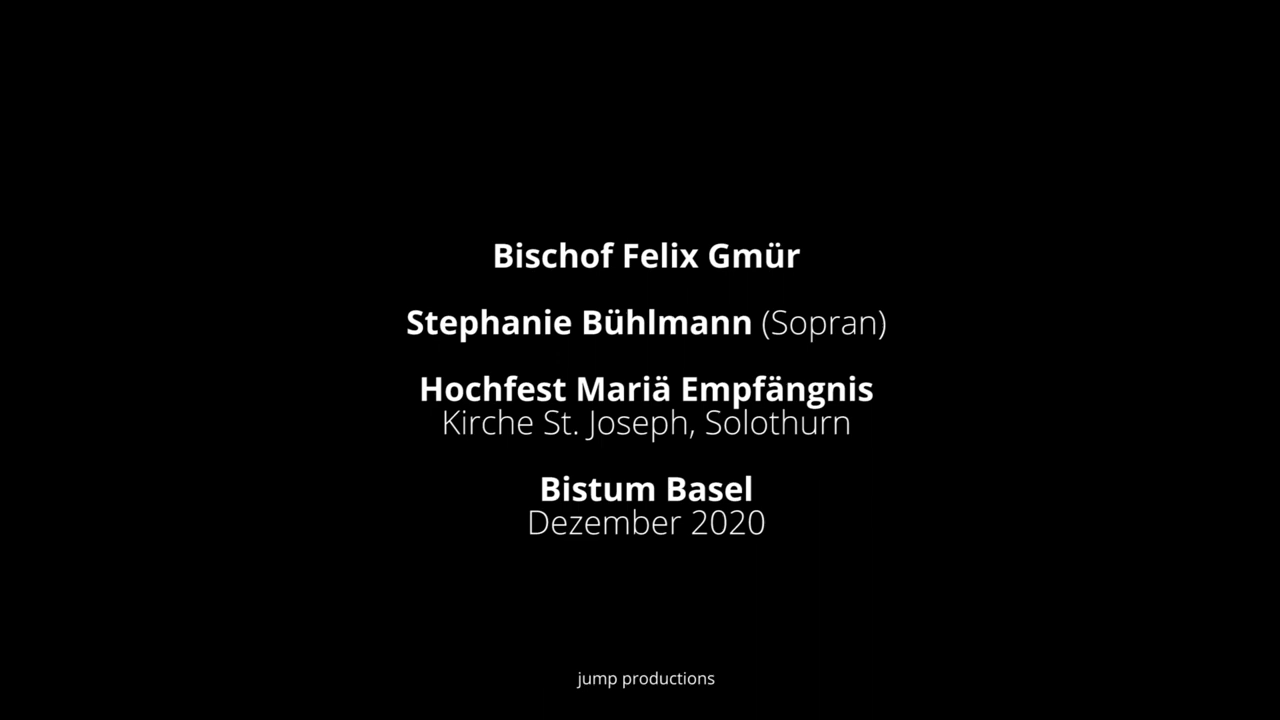 Bischof Felix Gmür
Stephanie Bühlmann (Sopran)
Hochfest Mariä Empfängnis
Kirche St. Joseph, Solothurn
Bistum Basel
Dezember 2020
jump productions